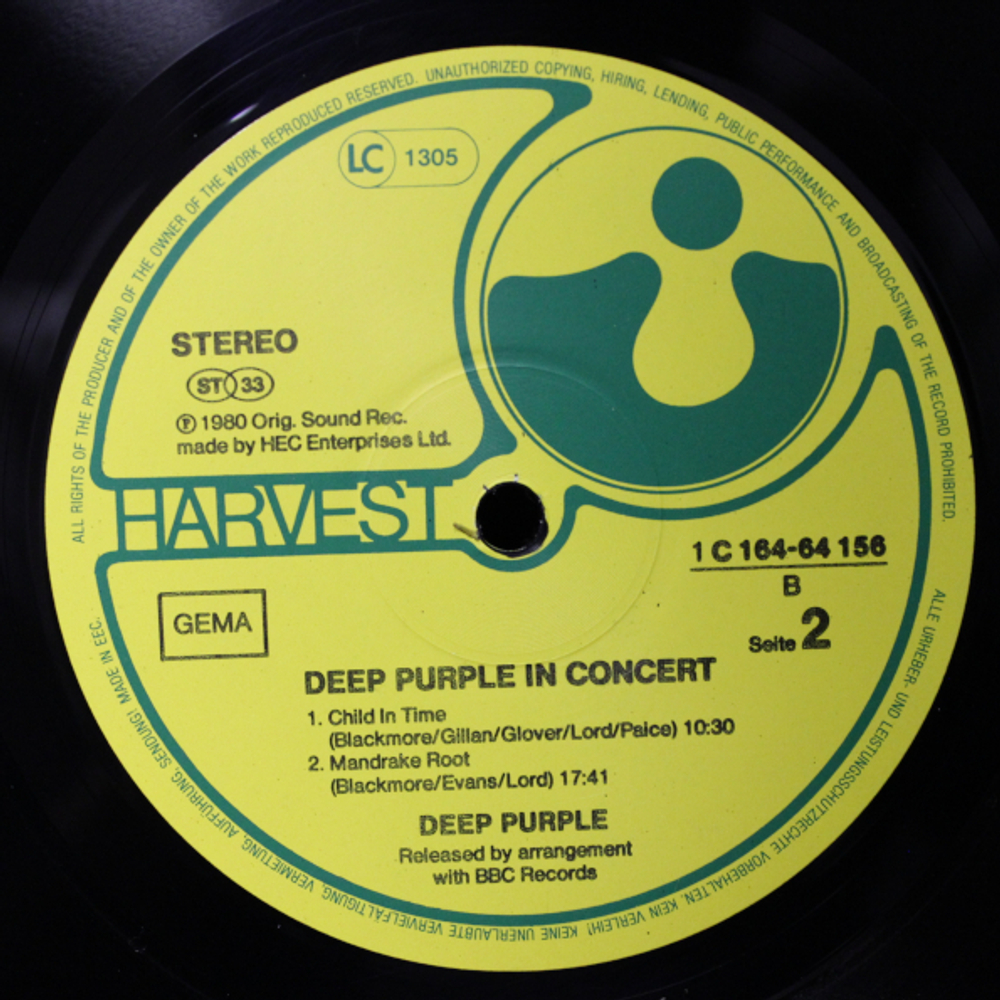 ALL RIGHTS OF THE PRODUCER AND OF THE OWNER OF THE WORK REPRODUCED RESERVED. UNAUTHORIZED COPYING, HIRING, LENDING, PUBLIC PERFORMANCE AND BROADCASTING OF THE RECORD PROHIBITED.
LC 1305
STEREO
ST 33
Ⓟ 1980 Orig. Sound Rec.
made by HEC Enterprises Ltd.
HARVEST
1 C 164-64 156
B
Seite 2
GEMA
DEEP PURPLE IN CONCERT
1. Child In Time
(Blackmore/Gillan/Glover/Lord/Paice) 10:30
2. Mandrake Root
(Blackmore/Evans/Lord) 17:41
DEEP PURPLE
Released by arrangement
with BBC Records
ALLE URHEBER- UND LEISTUNGSSCHUTZRECHTE VORBEHALTEN. KEIN VERLEIH! KEINE UNERLAUBTE VERVIELFÄLTIGUNG, VERMIETUNG, AUFFÜHRUNG, SENDUNG! MADE IN EEC.